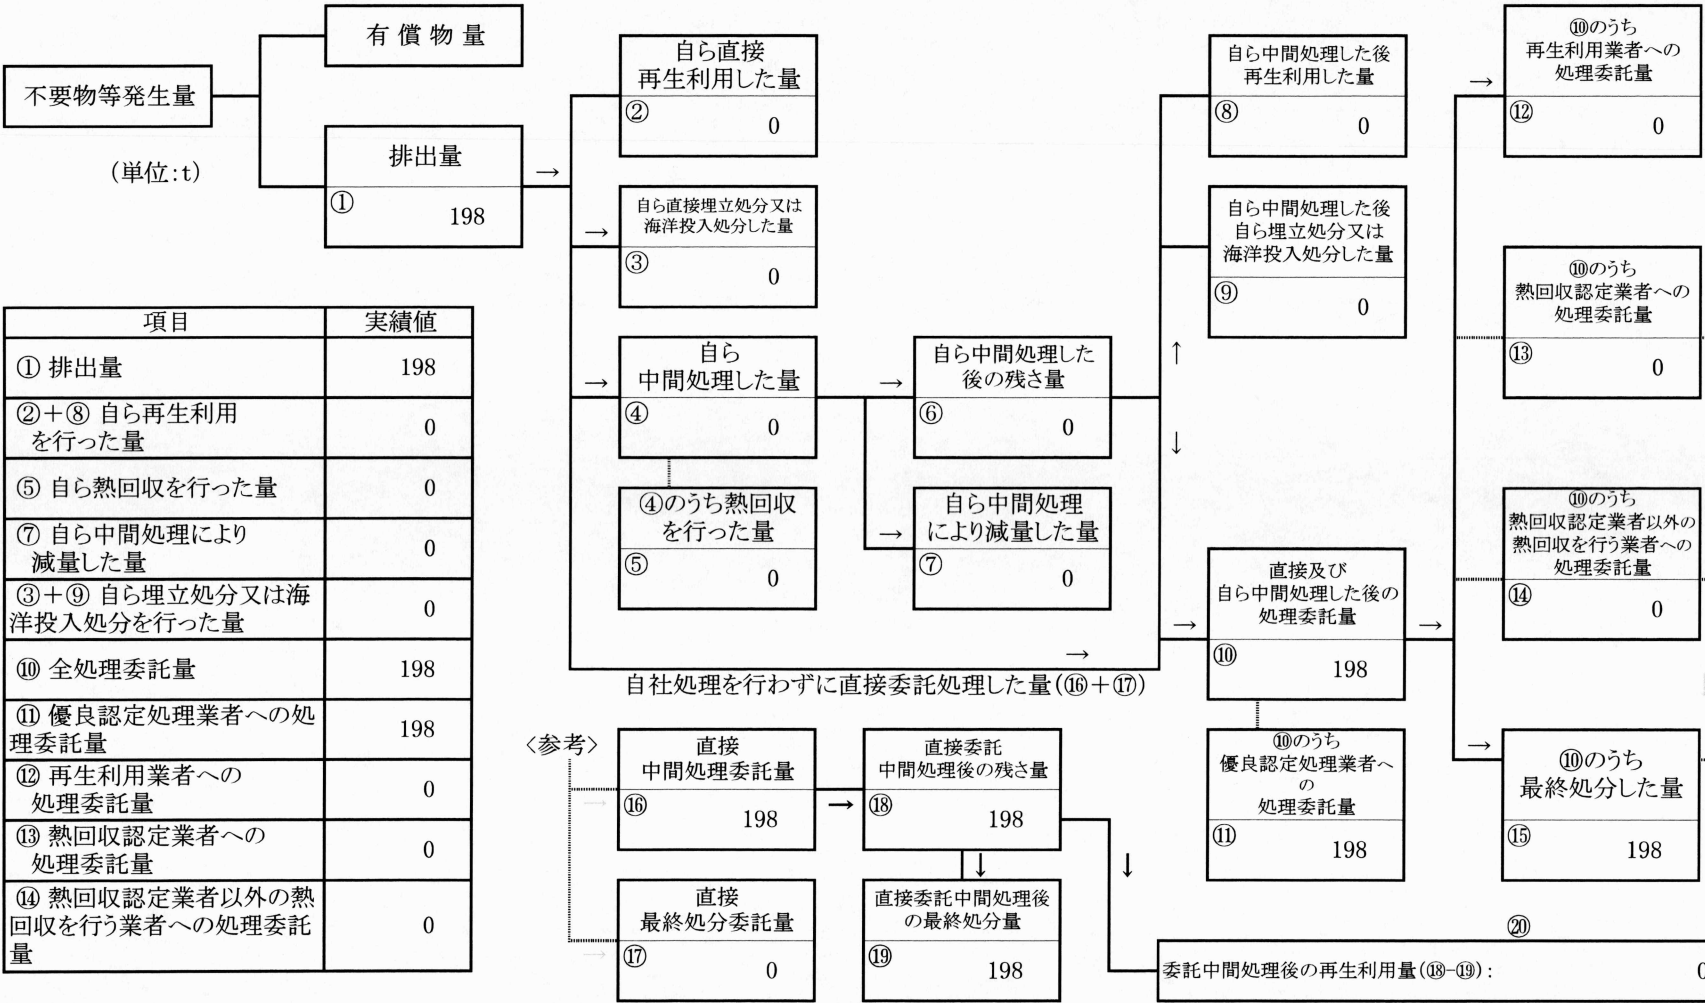 不要物等発生量
(単位:t)
有 償 物 量
排出量
①
198
自ら直接
再生利用した量
②
0
自ら直接埋立処分又は
海洋投入処分した量
③
0
自ら
中間処理した量
④
0
④のうち熱回収
を行った量
⑤
0
自ら中間処理した
後の残さ量
⑥
0
自ら中間処理
により減量した量
⑦
0
自ら中間処理した後
再生利用した量
⑧
0
自ら中間処理した後
自ら埋立処分又は
海洋投入処分した量
⑨
0
直接及び
自ら中間処理した後の
処理委託量
⑩
198
⑩のうち
優良認定処理業者へ
の
処理委託量
⑪
198
⑩のうち
再生利用業者への
処理委託量
⑫
0
⑩のうち
熱回収認定業者への
処理委託量
⑬
0
⑩のうち
熱回収認定業者以外の
熱回収を行う業者への
処理委託量
⑭
0
⑩のうち
最終処分した量
⑮
198
自社処理を行わずに直接委託処理した量(⑯+⑰)
〈参考〉
直接
中間処理委託量
⑯
198
直接
最終処分委託量
⑰
0
直接委託
中間処理後の残さ量
⑱
198
直接委託中間処理後
の最終処分量
⑲
198
⑳
委託中間処理後の再生利用量(⑱-⑲): 0
項目 実績値
① 排出量 198
②+⑧ 自ら再生利用
を行った量 0
⑤ 自ら熱回収を行った量 0
⑦ 自ら中間処理により
減量した量 0
③+⑨ 自ら埋立処分又は海
洋投入処分を行った量 0
⑩ 全処理委託量 198
⑪ 優良認定処理業者への処
理委託量 198
⑫ 再生利用業者への
処理委託量 0
⑬ 熱回収認定業者への
処理委託量 0
⑭ 熱回収認定業者以外の熱
回収を行う業者への処理委託
量 0